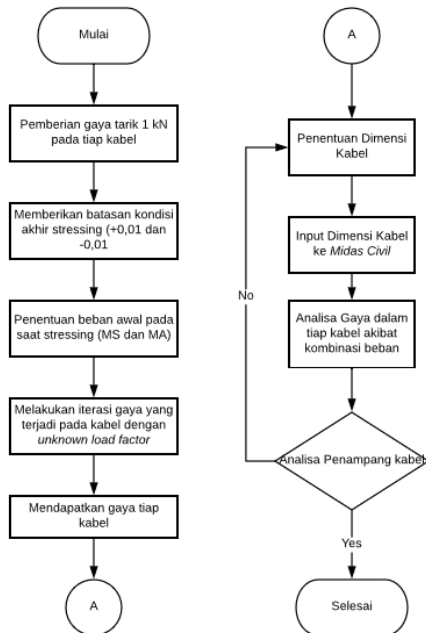 Mulai
Pemberian gaya tarik 1 kN
pada tiap kabel
Memberikan batasan kondisi
akhir stressing (+0,01 dan
-0,01
Penentuan beban awal pada
saat stressing (MS dan MA)
Melakukan iterasi gaya yang
terjadi pada kabel dengan
unknown load factor
Mendapatkan gaya tiap
kabel
A
A
Penentuan Dimensi
Kabel
Input Dimensi Kabel
ke Midas Civil
No
Analisa Gaya dalam
tiap kabel akibat
kombinasi beban
Analisa Penampang kabel
Yes
Selesai